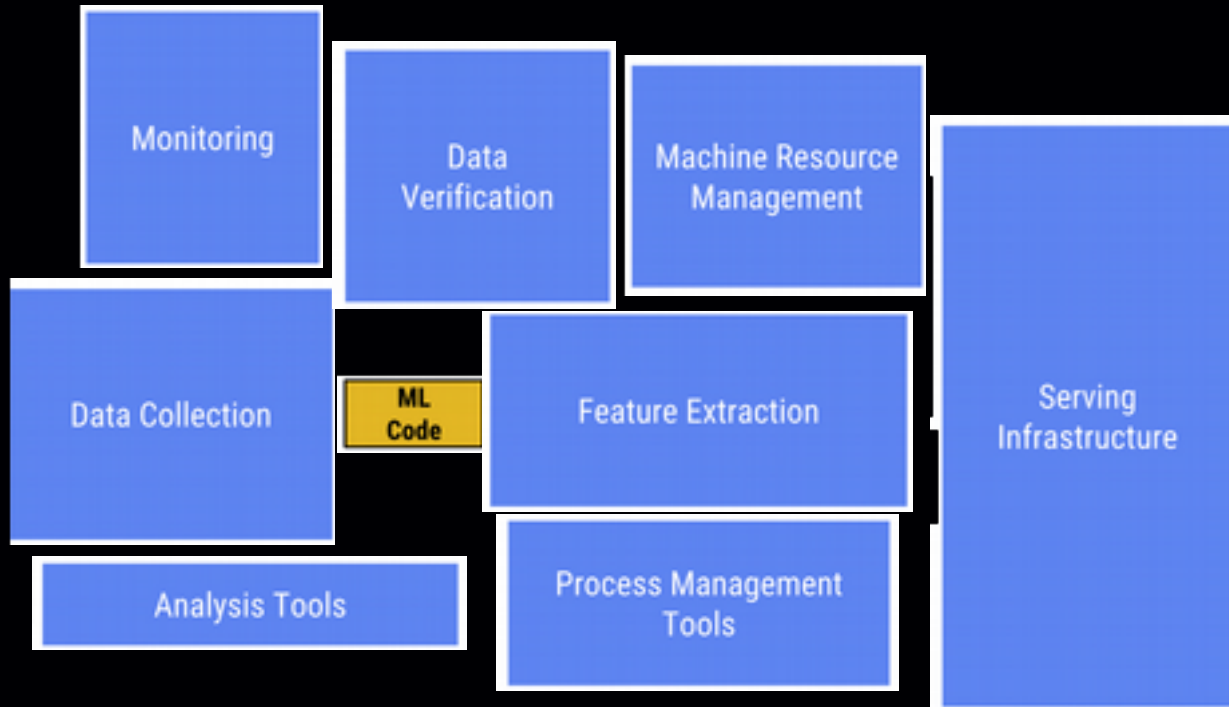 Monitoring
Data
Verification
Machine Resource
Management
Data Collection
ML
Code
Feature Extraction
Serving
Infrastructure
Analysis Tools
Process Management
Tools